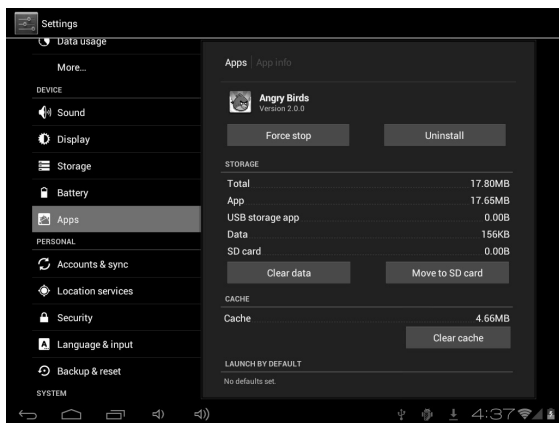 Settings
Data usage
More...
DEVICE
Sound
Display
Storage
Battery
Apps
PERSONAL
Accounts & sync
Location services
Security
Language & input
Backup & reset
SYSTEM
Apps App info
Angry Birds
Version 2.0.0
Force stop Uninstall
STORAGE
Total 17.80MB
App 17.65MB
USB storage app 0.00B
Data 156KB
SD card 0.00B
Clear data Move to SD card
CACHE
Cache 4.66MB
Clear cache
LAUNCH BY DEFAULT
No defaults set.
4:37